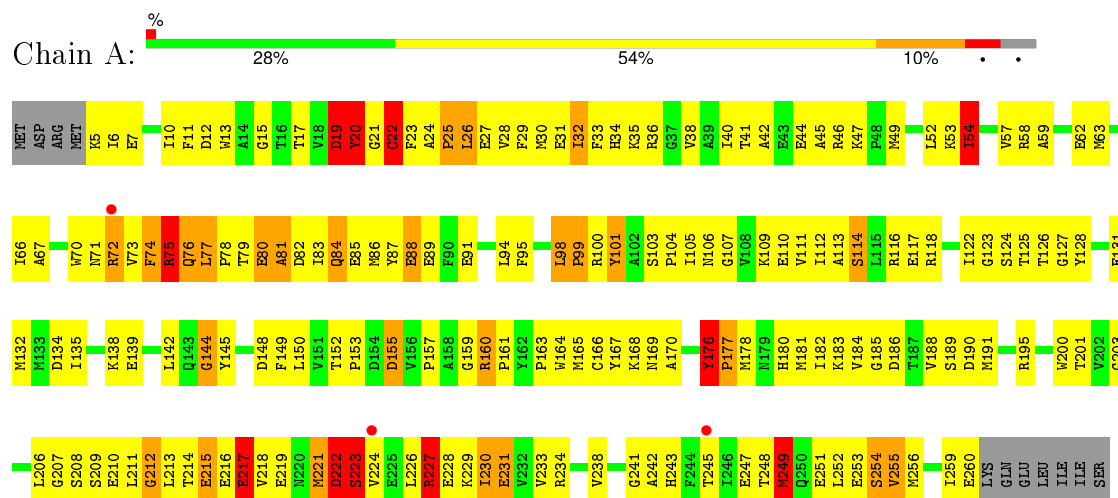 %
Chain A:
28% 54% 10% • •
MET ASP ARG MET K5 I6 E7 I10 F11 D12 W13 A14 G15 T16 T17 V18 D19 Y20 G21 C22 F23 A24 P25 L26 E27 V28 F29 M30 E31 I32 F33 H34 K35 R36 G37 V38 A39 I40 T41 A42 E43 E44 A45 R46 K47 P48 M49 L52 K53 I54 V57 R58 A59 E62 M63
I66 A67 W70 N71 R72 V73 F74 R75 Q76 L77 P78 T79 E80 A81 D82 I83 Q84 E85 M86 Y87 E88 E89 F90 E91 L94 F95 L98 P99 R100 Y101 A102 S103 P104 I105 N106 G107 V108 K109 E110 V111 I112 A113 S114 L115 R116 E117 R118 I122 G123 S124 T125 T126 G127 Y128
M132 M133 D134 I135 K138 E139 L142 Q143 G144 Y145 D148 F149 L150 V151 T152 P153 D154 D155 V156 P157 A158 G159 R160 P161 Y162 P163 W164 M165 C166 Y167 K168 N169 A170 Y176 P177 M178 N179 H180 M181 I182 K183 V184 G185 D186 T187 V188 S189 D190 M191 R195 W200 T201 V202
L206 G207 S208 S209 E210 L211 G212 L213 T214 E215 E216 E217 V218 E219 N220 M221 D222 S223 V224 E225 L226 R227 E228 K229 I230 E231 V232 V233 R234 V238 G241 A242 H243 F244 T245 I246 E247 T248 M249 Q250 E251 L252 E253 S254 V255 M256 I259 E260 LYS GLN GLU LEU ILE ILE SER